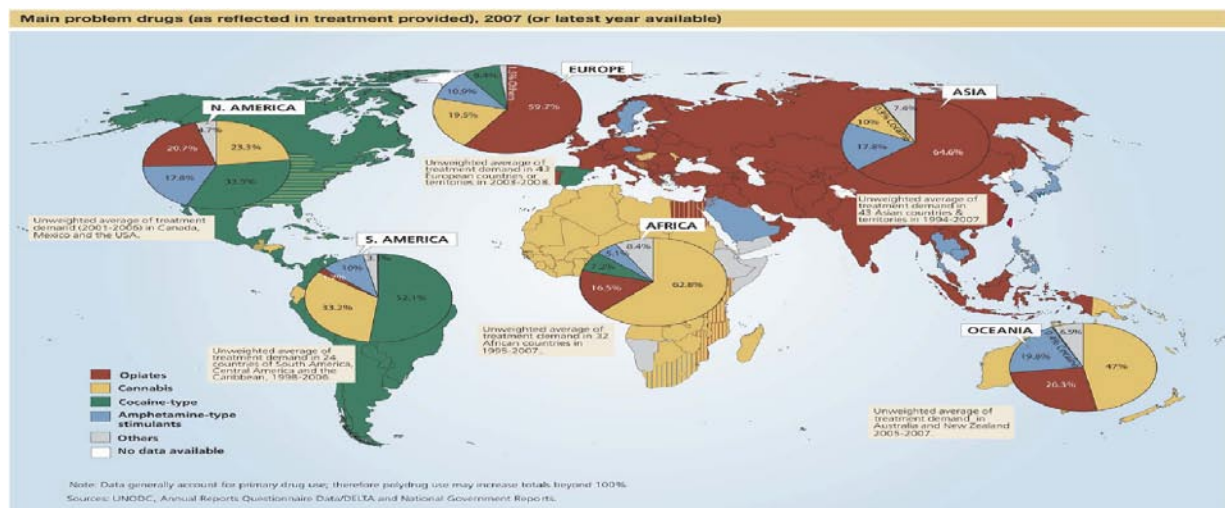 Main problem drugs (as reflected in treatment provided), 2007 (or latest year available)
EUROPE
59.7%
19.5%
10.9%
Others
Unweighted average of
treatment demand in 43
European countries or
territories in 2003-2008.
ASIA
7.4%
10%
17.8%
64.6%
Unweighted average of
treatment demand in
43 Asian countries &
territories in 1994-2007
N. AMERICA
20.7%
23.3%
17.8%
Unweighted average of treatment
demand (2001-2006) in Canada,
Mexico and the USA.
S. AMERICA
10%
33.2%
52.1%
Unweighted average of
treatment demand in 24
countries of South America,
Central America and the
Caribbean, 1998-2006.
AFRICA
8.4%
5.1%
7.2%
16.5%
62.8%
Unweighted average of
treatment demand in 32
African countries in
1995-2007.
OCEANIA
6.5%
19.8%
47%
26.3%
Unweighted average of
treatment demand in
Australia and New Zealand
2005-2007.
Opiates
Cannabis
Cocaine-type
Amphetamine-type
stimulants
Others
No data available
Note: Data generally account for primary drug use; therefore polydrug use may increase totals beyond 100%
Sources: UNODC, Annual Reports Questionnaire Data/DELTA and National Government Reports.